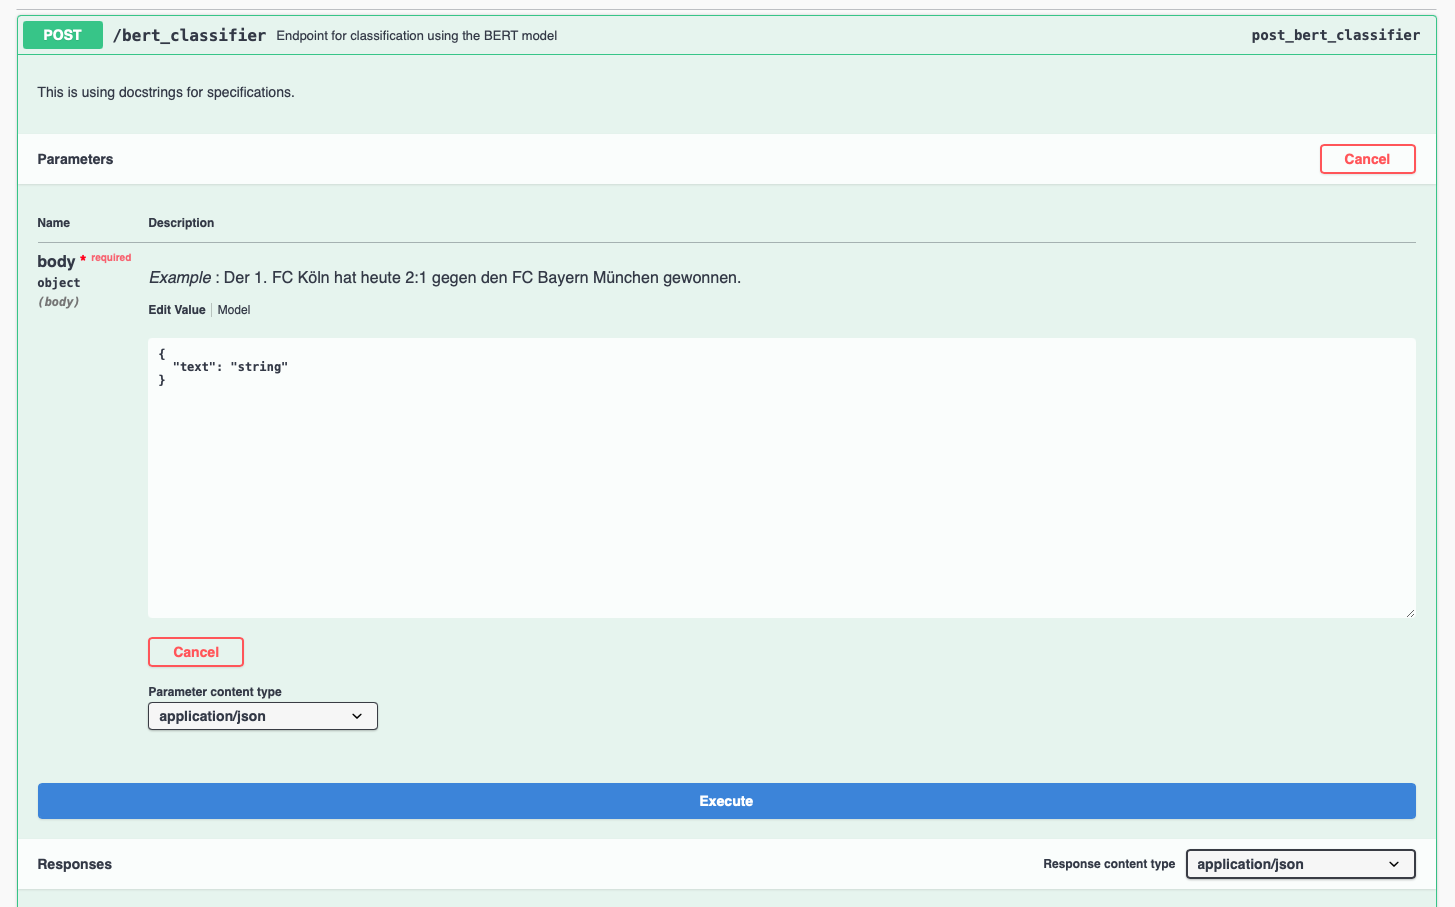 POST /bert_classifier Endpoint for classification using the BERT model post_bert_classifier
This is using docstrings for specifications.
Parameters Cancel
Name Description
body * required
object
(body)
Example : Der 1. FC Köln hat heute 2:1 gegen den FC Bayern München gewonnen.
Edit Value Model
{
"text": "string"
}
Cancel
Parameter content type
application/json
Execute
Responses Response content type application/json